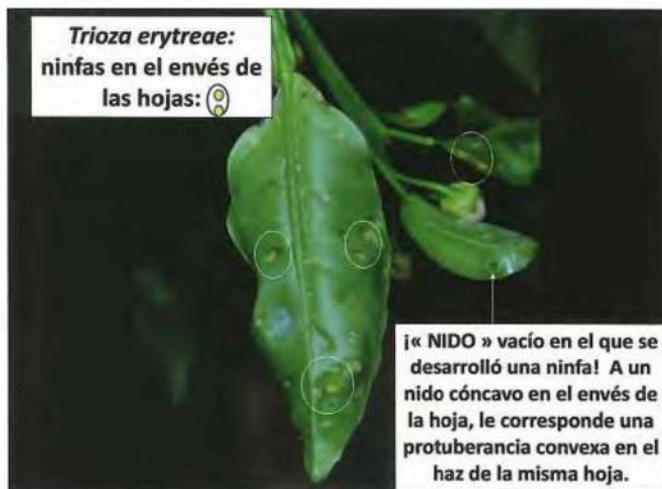 Trioza erytreae:
ninfas en el envés de
las hojas:
¡« NIDO » vacío en el que se
desarrolló una ninfa! A un
nido cóncavo en el envés de
la hoja, le corresponde una
protuberancia convexa en el
haz de la misma hoja.